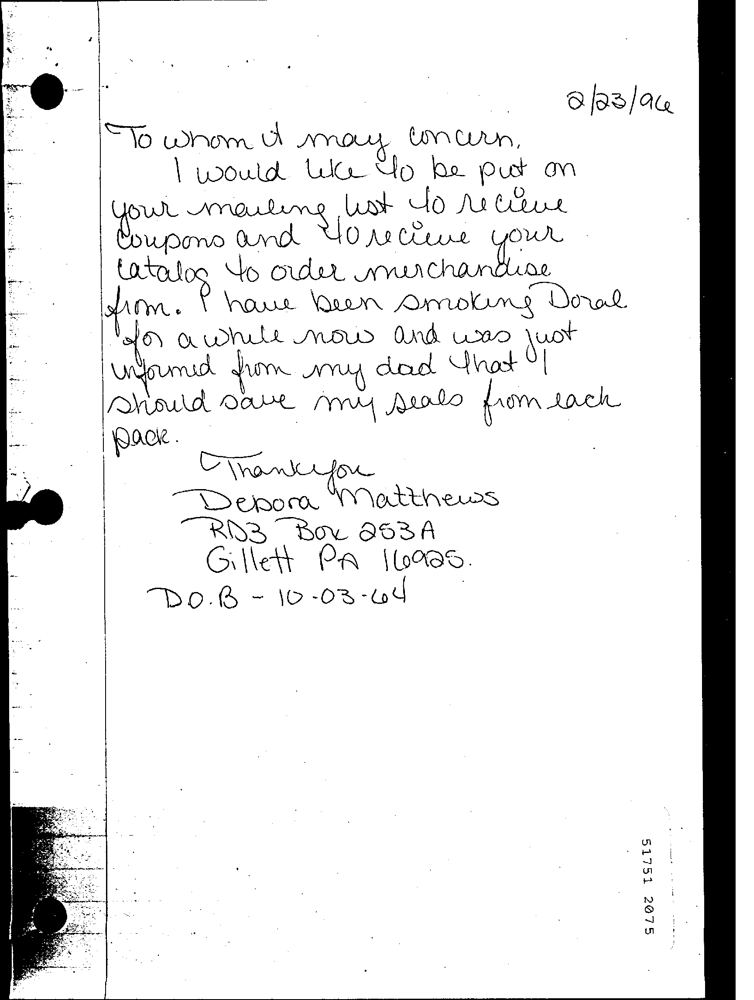 2/23/96
To whom it may concern,
I would like to be put on
your mailing list to recieve
coupons and to recieve your
catalog to order merchandise
from. I have been smoking Doral
for a while now and was just
informed from my dad that I
should save my seals from each
pack.
Thank you
Debora Matthews
RD3 Box 253A
Gillett PA 16925.
D.O.B - 10-03-64
51751 2075